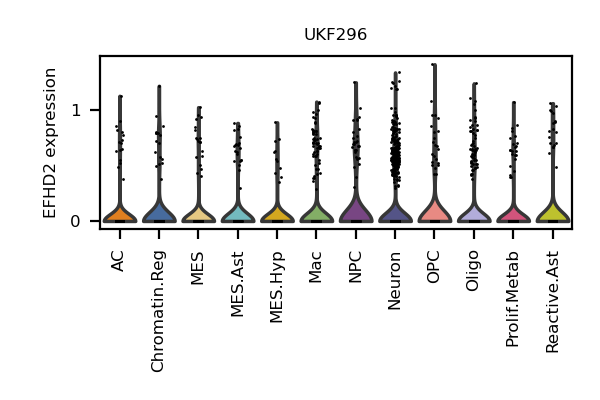 UKF296
EFHD2 expression
1
0
AC
Chromatin.Reg
MES
MES.Ast
MES.Hyp
Mac
NPC
Neuron
OPC
Oligo
Prolif.Metab
Reactive.Ast